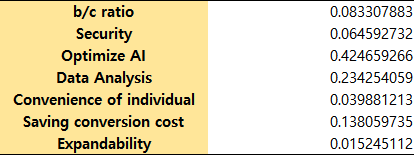 b/c ratio 0.083307883
Security 0.064592732
Optimize AI 0.424659266
Data Analysis 0.234254059
Convenience of individual 0.039881213
Saving conversion cost 0.138059735
Expandability 0.015245112